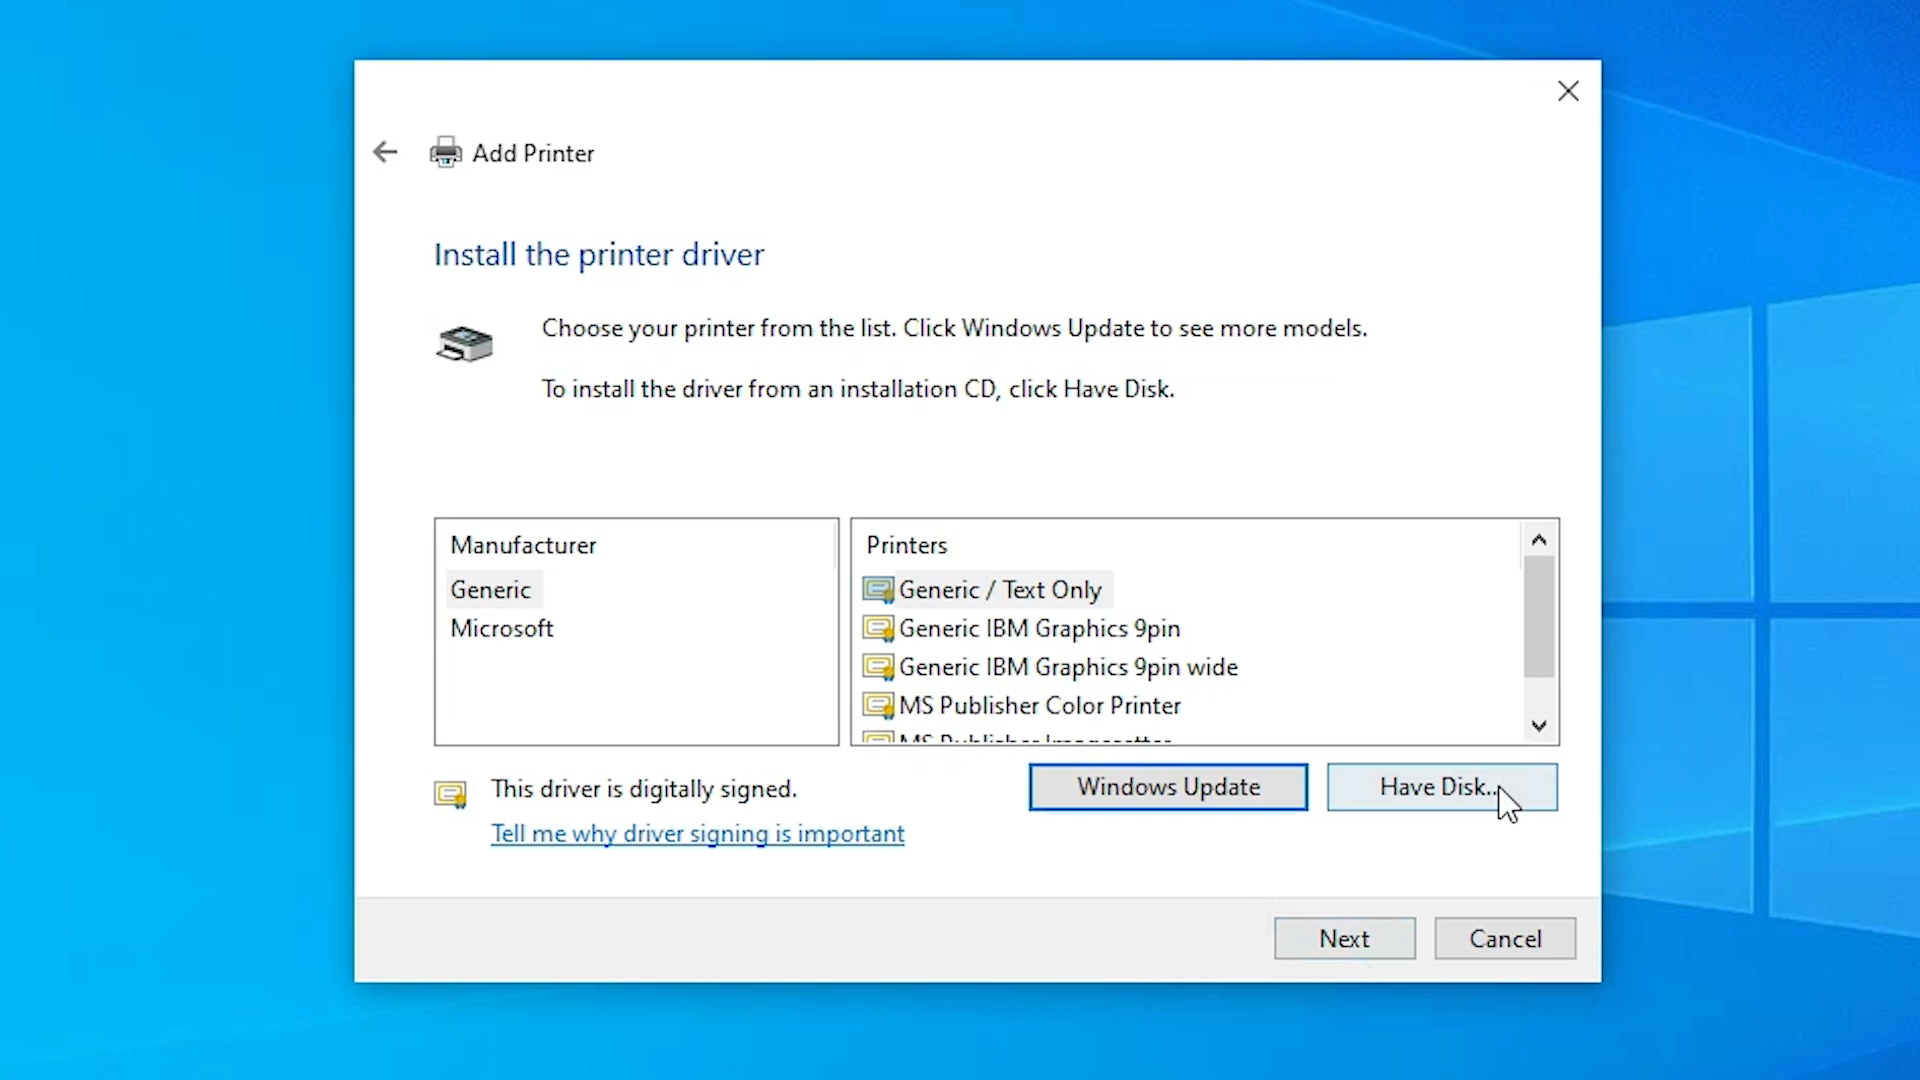 Add Printer
Install the printer driver
Choose your printer from the list. Click Windows Update to see more models.
To install the driver from an installation CD, click Have Disk.
Manufacturer
Generic
Microsoft
Printers
Generic / Text Only
Generic IBM Graphics 9pin
Generic IBM Graphics 9pin wide
MS Publisher Color Printer
MS Publisher Imagesetter
This driver is digitally signed.
Tell me why driver signing is important
Windows Update
Have Disk...
Next
Cancel